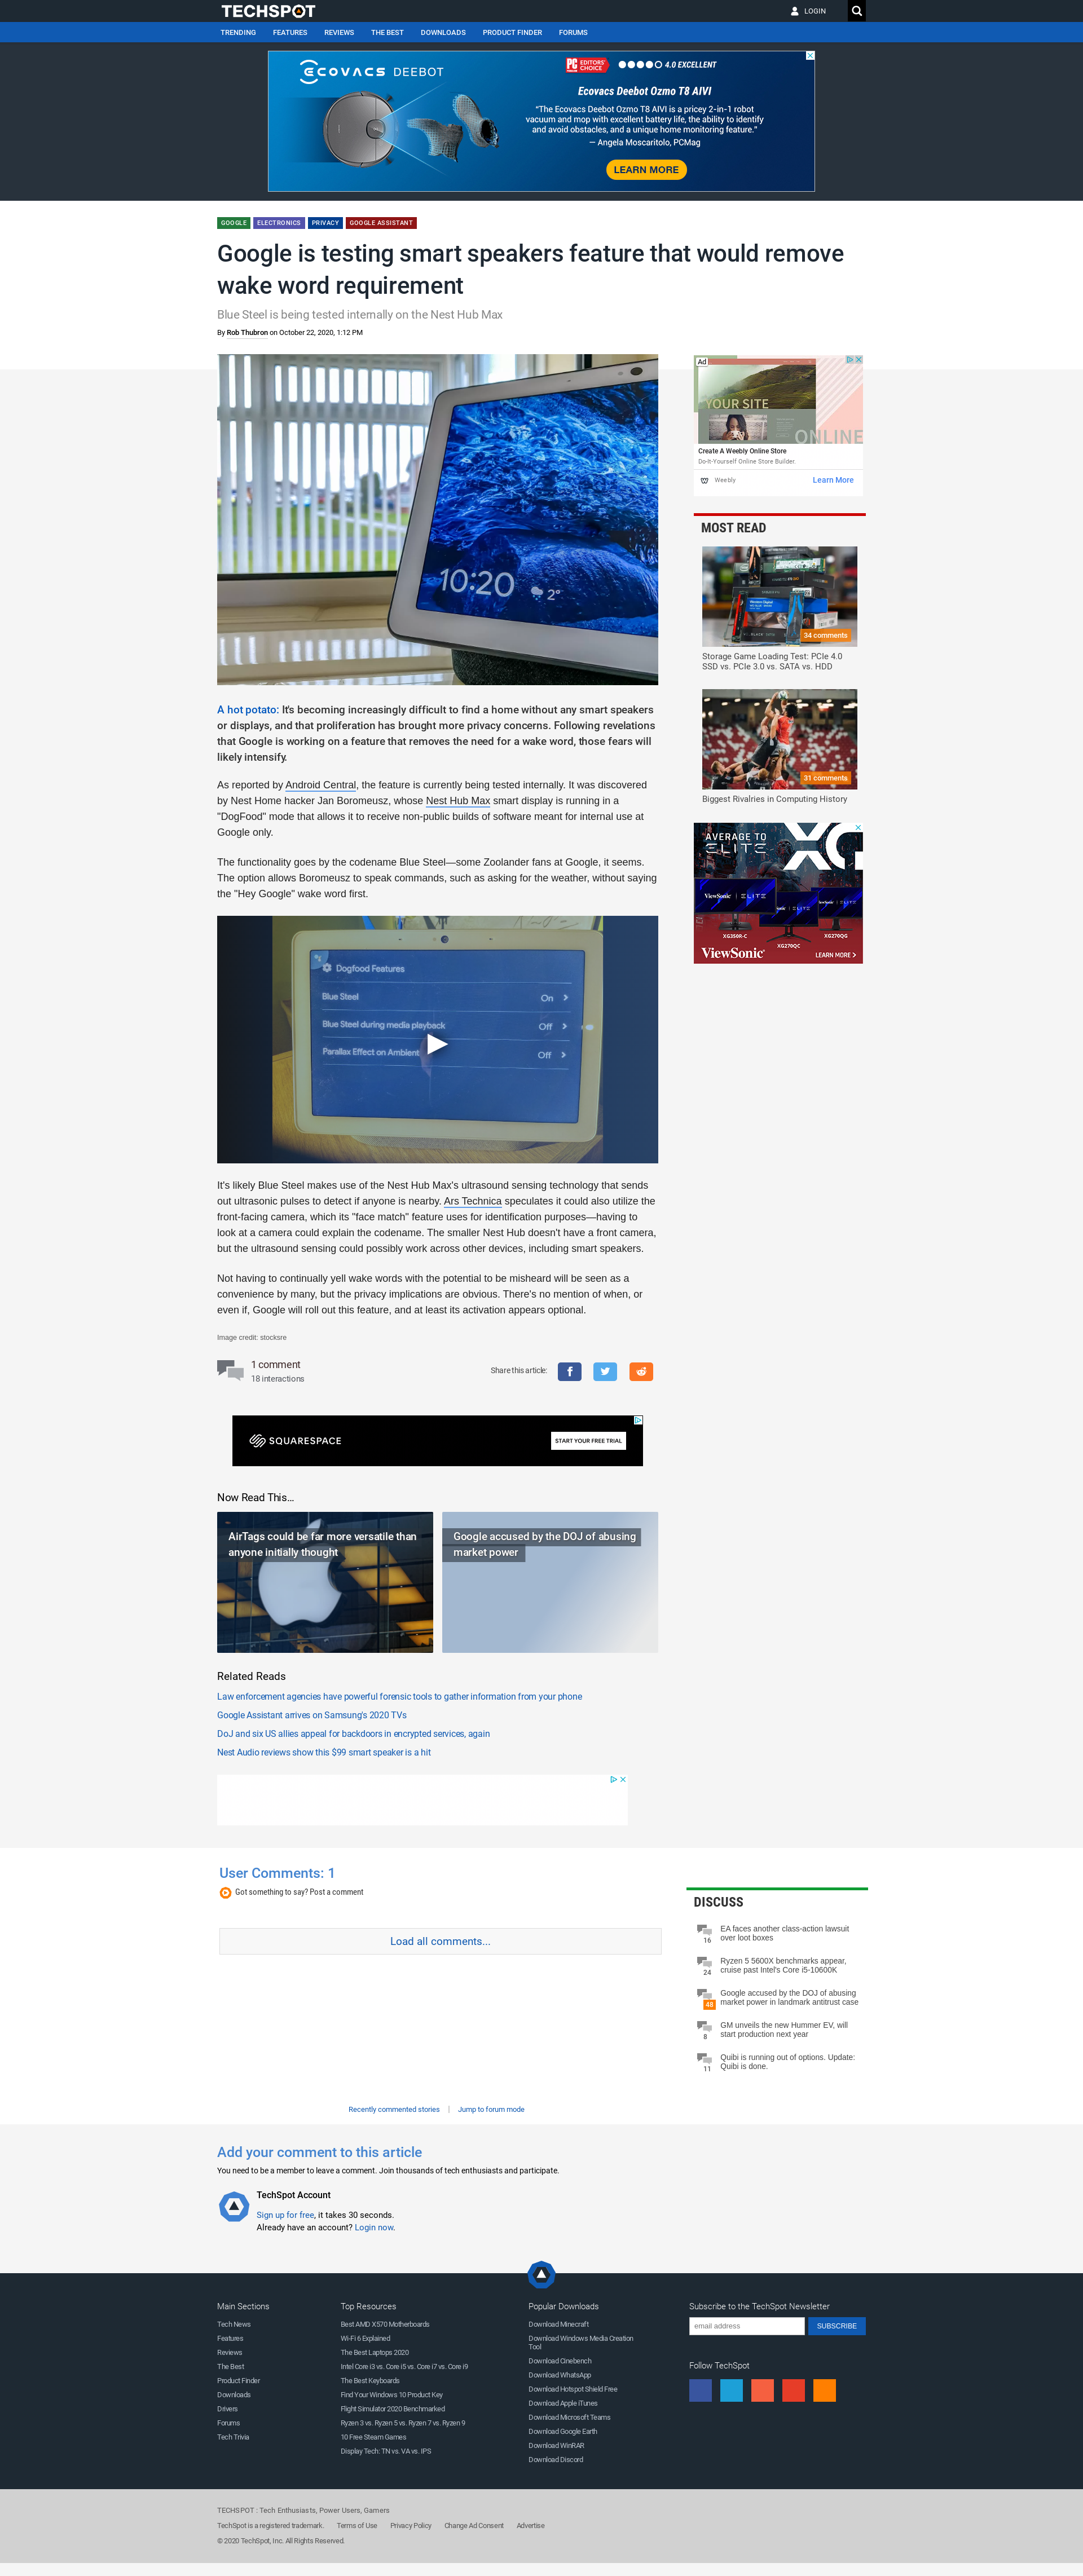 TECHSPOT
LOGIN
TRENDING FEATURES REVIEWS THE BEST DOWNLOADS PRODUCT FINDER FORUMS
ECOVACS DEEBOT
PC EDITORS' CHOICE 4.0 EXCELLENT
Ecovacs Deebot Ozmo T8 AIVI
"The Ecovacs Deebot Ozmo T8 AIVI is a pricey 2-in-1 robot
vacuum and mop with excellent battery life, the ability to identify
and avoid obstacles, and a unique home monitoring feature."
— Angela Moscaritolo, PCMag
LEARN MORE
GOOGLE ELECTRONICS PRIVACY GOOGLE ASSISTANT
Google is testing smart speakers feature that would remove
wake word requirement
Blue Steel is being tested internally on the Nest Hub Max
By Rob Thubron on October 22, 2020, 1:12 PM
10:20 2°
A hot potato: It's becoming increasingly difficult to find a home without any smart speakers
or displays, and that proliferation has brought more privacy concerns. Following revelations
that Google is working on a feature that removes the need for a wake word, those fears will
likely intensify.
As reported by Android Central, the feature is currently being tested internally. It was discovered
by Nest Home hacker Jan Boromeusz, whose Nest Hub Max smart display is running in a
"DogFood" mode that allows it to receive non-public builds of software meant for internal use at
Google only.
The functionality goes by the codename Blue Steel—some Zoolander fans at Google, it seems.
The option allows Boromeusz to speak commands, such as asking for the weather, without saying
the "Hey Google" wake word first.
Dogfood Features
Blue Steel On
Blue Steel during media playback Off
Parallax Effect on Ambient Off
It's likely Blue Steel makes use of the Nest Hub Max's ultrasound sensing technology that sends
out ultrasonic pulses to detect if anyone is nearby. Ars Technica speculates it could also utilize the
front-facing camera, which its "face match" feature uses for identification purposes—having to
look at a camera could explain the codename. The smaller Nest Hub doesn't have a front camera,
but the ultrasound sensing could possibly work across other devices, including smart speakers.
Not having to continually yell wake words with the potential to be misheard will be seen as a
convenience by many, but the privacy implications are obvious. There's no mention of when, or
even if, Google will roll out this feature, and at least its activation appears optional.
Image credit: stocksre
1 comment
18 interactions
Share this article:
SQUARESPACE
START YOUR FREE TRIAL
Now Read This...
AirTags could be far more versatile than
anyone initially thought
Google accused by the DOJ of abusing
market power
Related Reads
Law enforcement agencies have powerful forensic tools to gather information from your phone
Google Assistant arrives on Samsung's 2020 TVs
DoJ and six US allies appeal for backdoors in encrypted services, again
Nest Audio reviews show this $99 smart speaker is a hit
Ad
YOUR SITE
ONLINE
Create A Weebly Online Store
Do-It-Yourself Online Store Builder.
Weebly
Learn More
MOST READ
34 comments
Storage Game Loading Test: PCIe 4.0
SSD vs. PCIe 3.0 vs. SATA vs. HDD
31 comments
Biggest Rivalries in Computing History
AVERAGE TO
ELITE
XG
ViewSonic ELITE
XG350R-C
XG270QC
XG270QG
ViewSonic
LEARN MORE >
User Comments: 1
Got something to say? Post a comment
Load all comments...
Recently commented stories | Jump to forum mode
DISCUSS
EA faces another class-action lawsuit
over loot boxes
16
Ryzen 5 5600X benchmarks appear,
cruise past Intel's Core i5-10600K
24
Google accused by the DOJ of abusing
market power in landmark antitrust case
48
GM unveils the new Hummer EV, will
start production next year
8
Quibi is running out of options. Update:
Quibi is done.
11
Add your comment to this article
You need to be a member to leave a comment. Join thousands of tech enthusiasts and participate.
TechSpot Account
Sign up for free, it takes 30 seconds.
Already have an account? Login now.
Main Sections
Tech News
Features
Reviews
The Best
Product Finder
Downloads
Drivers
Forums
Tech Trivia
Top Resources
Best AMD X570 Motherboards
Wi-Fi 6 Explained
The Best Laptops 2020
Intel Core i3 vs. Core i5 vs. Core i7 vs. Core i9
The Best Keyboards
Find Your Windows 10 Product Key
Flight Simulator 2020 Benchmarked
Ryzen 3 vs. Ryzen 5 vs. Ryzen 7 vs. Ryzen 9
10 Free Steam Games
Display Tech: TN vs. VA vs. IPS
Popular Downloads
Download Minecraft
Download Windows Media Creation
Tool
Download Cinebench
Download WhatsApp
Download Hotspot Shield Free
Download Apple iTunes
Download Microsoft Teams
Download Google Earth
Download WinRAR
Download Discord
Subscribe to the TechSpot Newsletter
email address
SUBSCRIBE
Follow TechSpot
TECHSPOT : Tech Enthusiasts, Power Users, Gamers
TechSpot is a registered trademark. Terms of Use Privacy Policy Change Ad Consent Advertise
© 2020 TechSpot, Inc. All Rights Reserved.